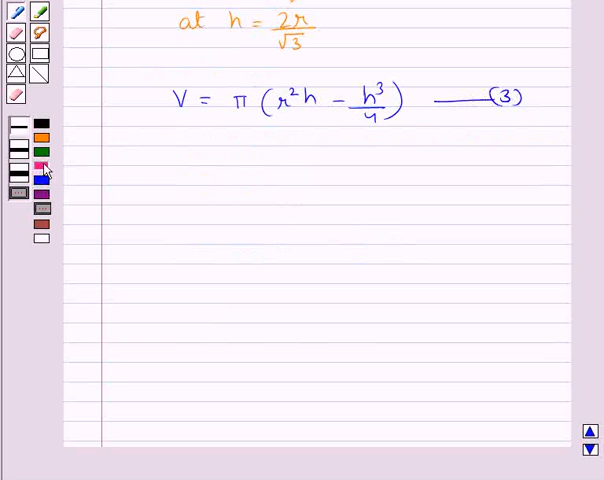 at h = 2r/√3
V = π (r²h − h³/4) —— (3)